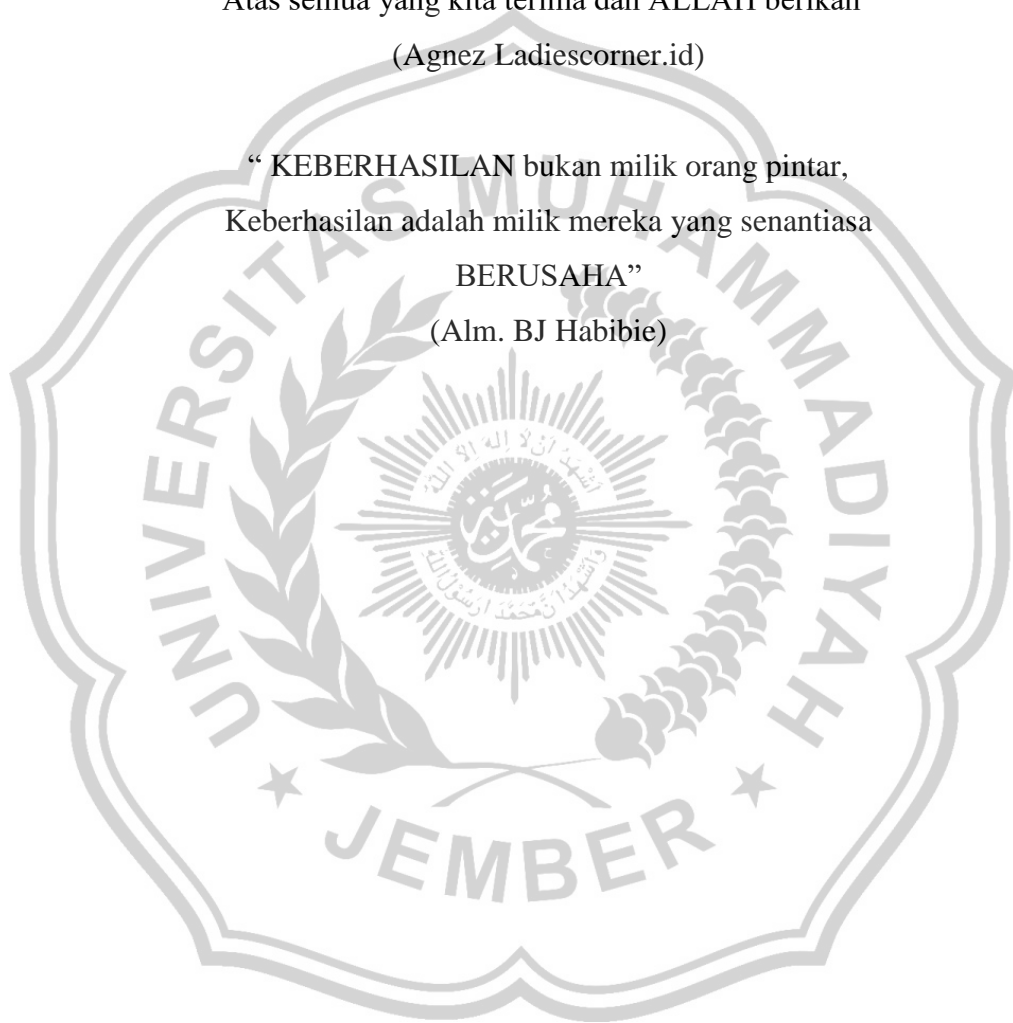 Atas semua yang kita terima dan ALLAH berikan
(Agnez Ladiescorner.id)
“ KEBERHASILAN bukan milik orang pintar,
Keberhasilan adalah milik mereka yang senantiasa
BERUSAHA”
(Alm. BJ Habibie)
UNIVERSITAS MUHAMMADIYAH
JEMBER